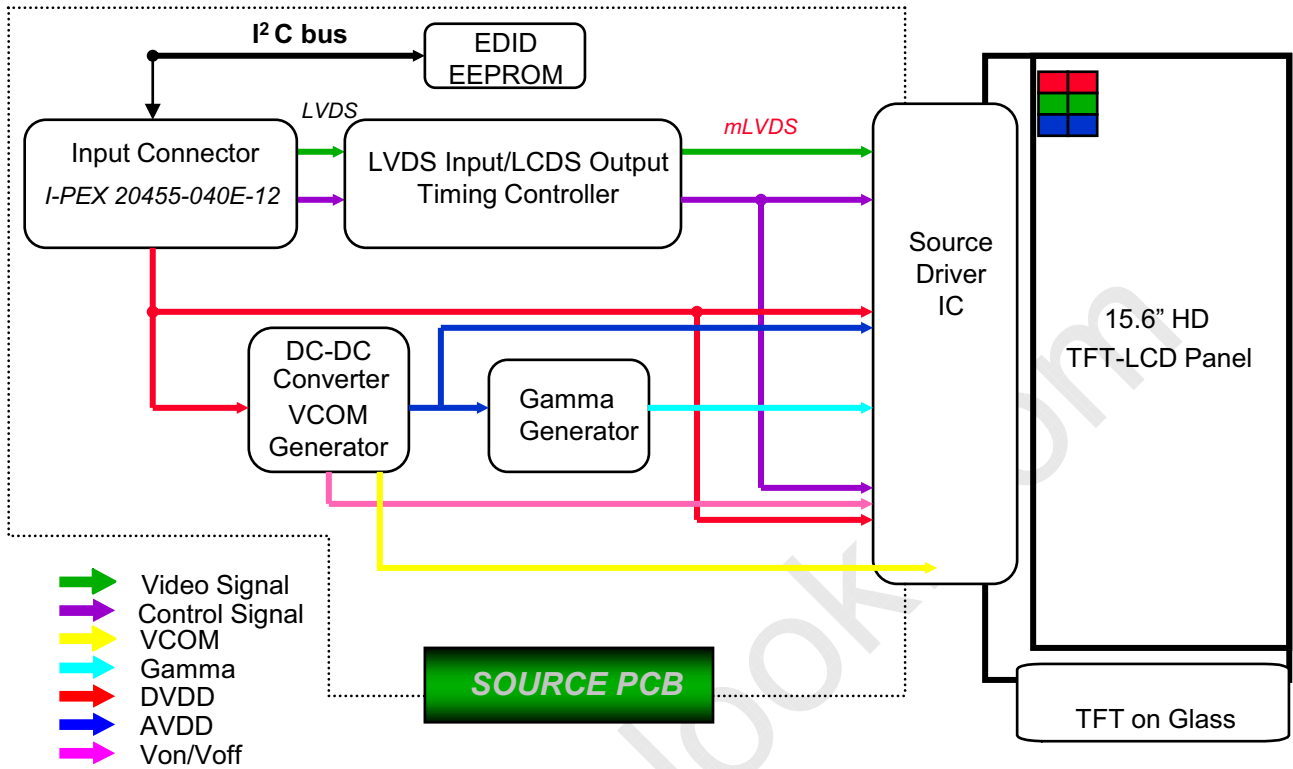 I² C bus
EDID
EEPROM
LVDS
mLVDS
Input Connector
I-PEX 20455-040E-12
LVDS Input/LCDS Output
Timing Controller
Source
Driver
IC
15.6” HD
TFT-LCD Panel
DC-DC
Converter
VCOM
Generator
Gamma
Generator
Video Signal
Control Signal
VCOM
Gamma
DVDD
AVDD
Von/Voff
SOURCE PCB
TFT on Glass